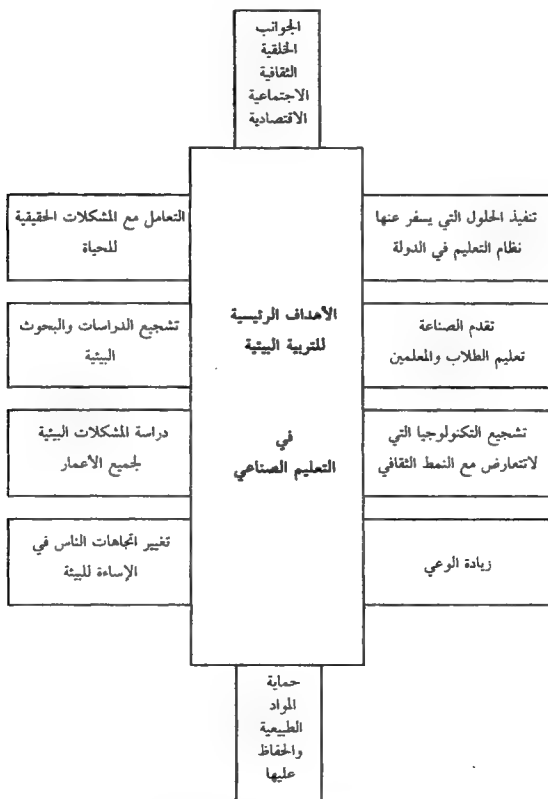 الجوانب
الخلقية
الثقافية
الاجتماعية
الاقتصادية
تنفيذ الحلول التي يسفر عنها
نظام التعليم في الدولة
التعامل مع المشكلات الحقيقية
للحياة
الأهداف الرئيسية
للتربية البيئية
في
التعليم الصناعي
تقدم الصناعة
تعليم الطلاب والمعلمين
تشجيع الدراسات والبحوث
البيئية
تشجيع التكنولوجيا التي
لاتتعارض مع النمط الثقافي
دراسة المشكلات البيئية
لجميع الأعمار
زيادة الوعي
تغيير اتجاهات الناس في
الإساءة للبيئة
حماية
المواد
الطبيعية
والحفاظ
عليها